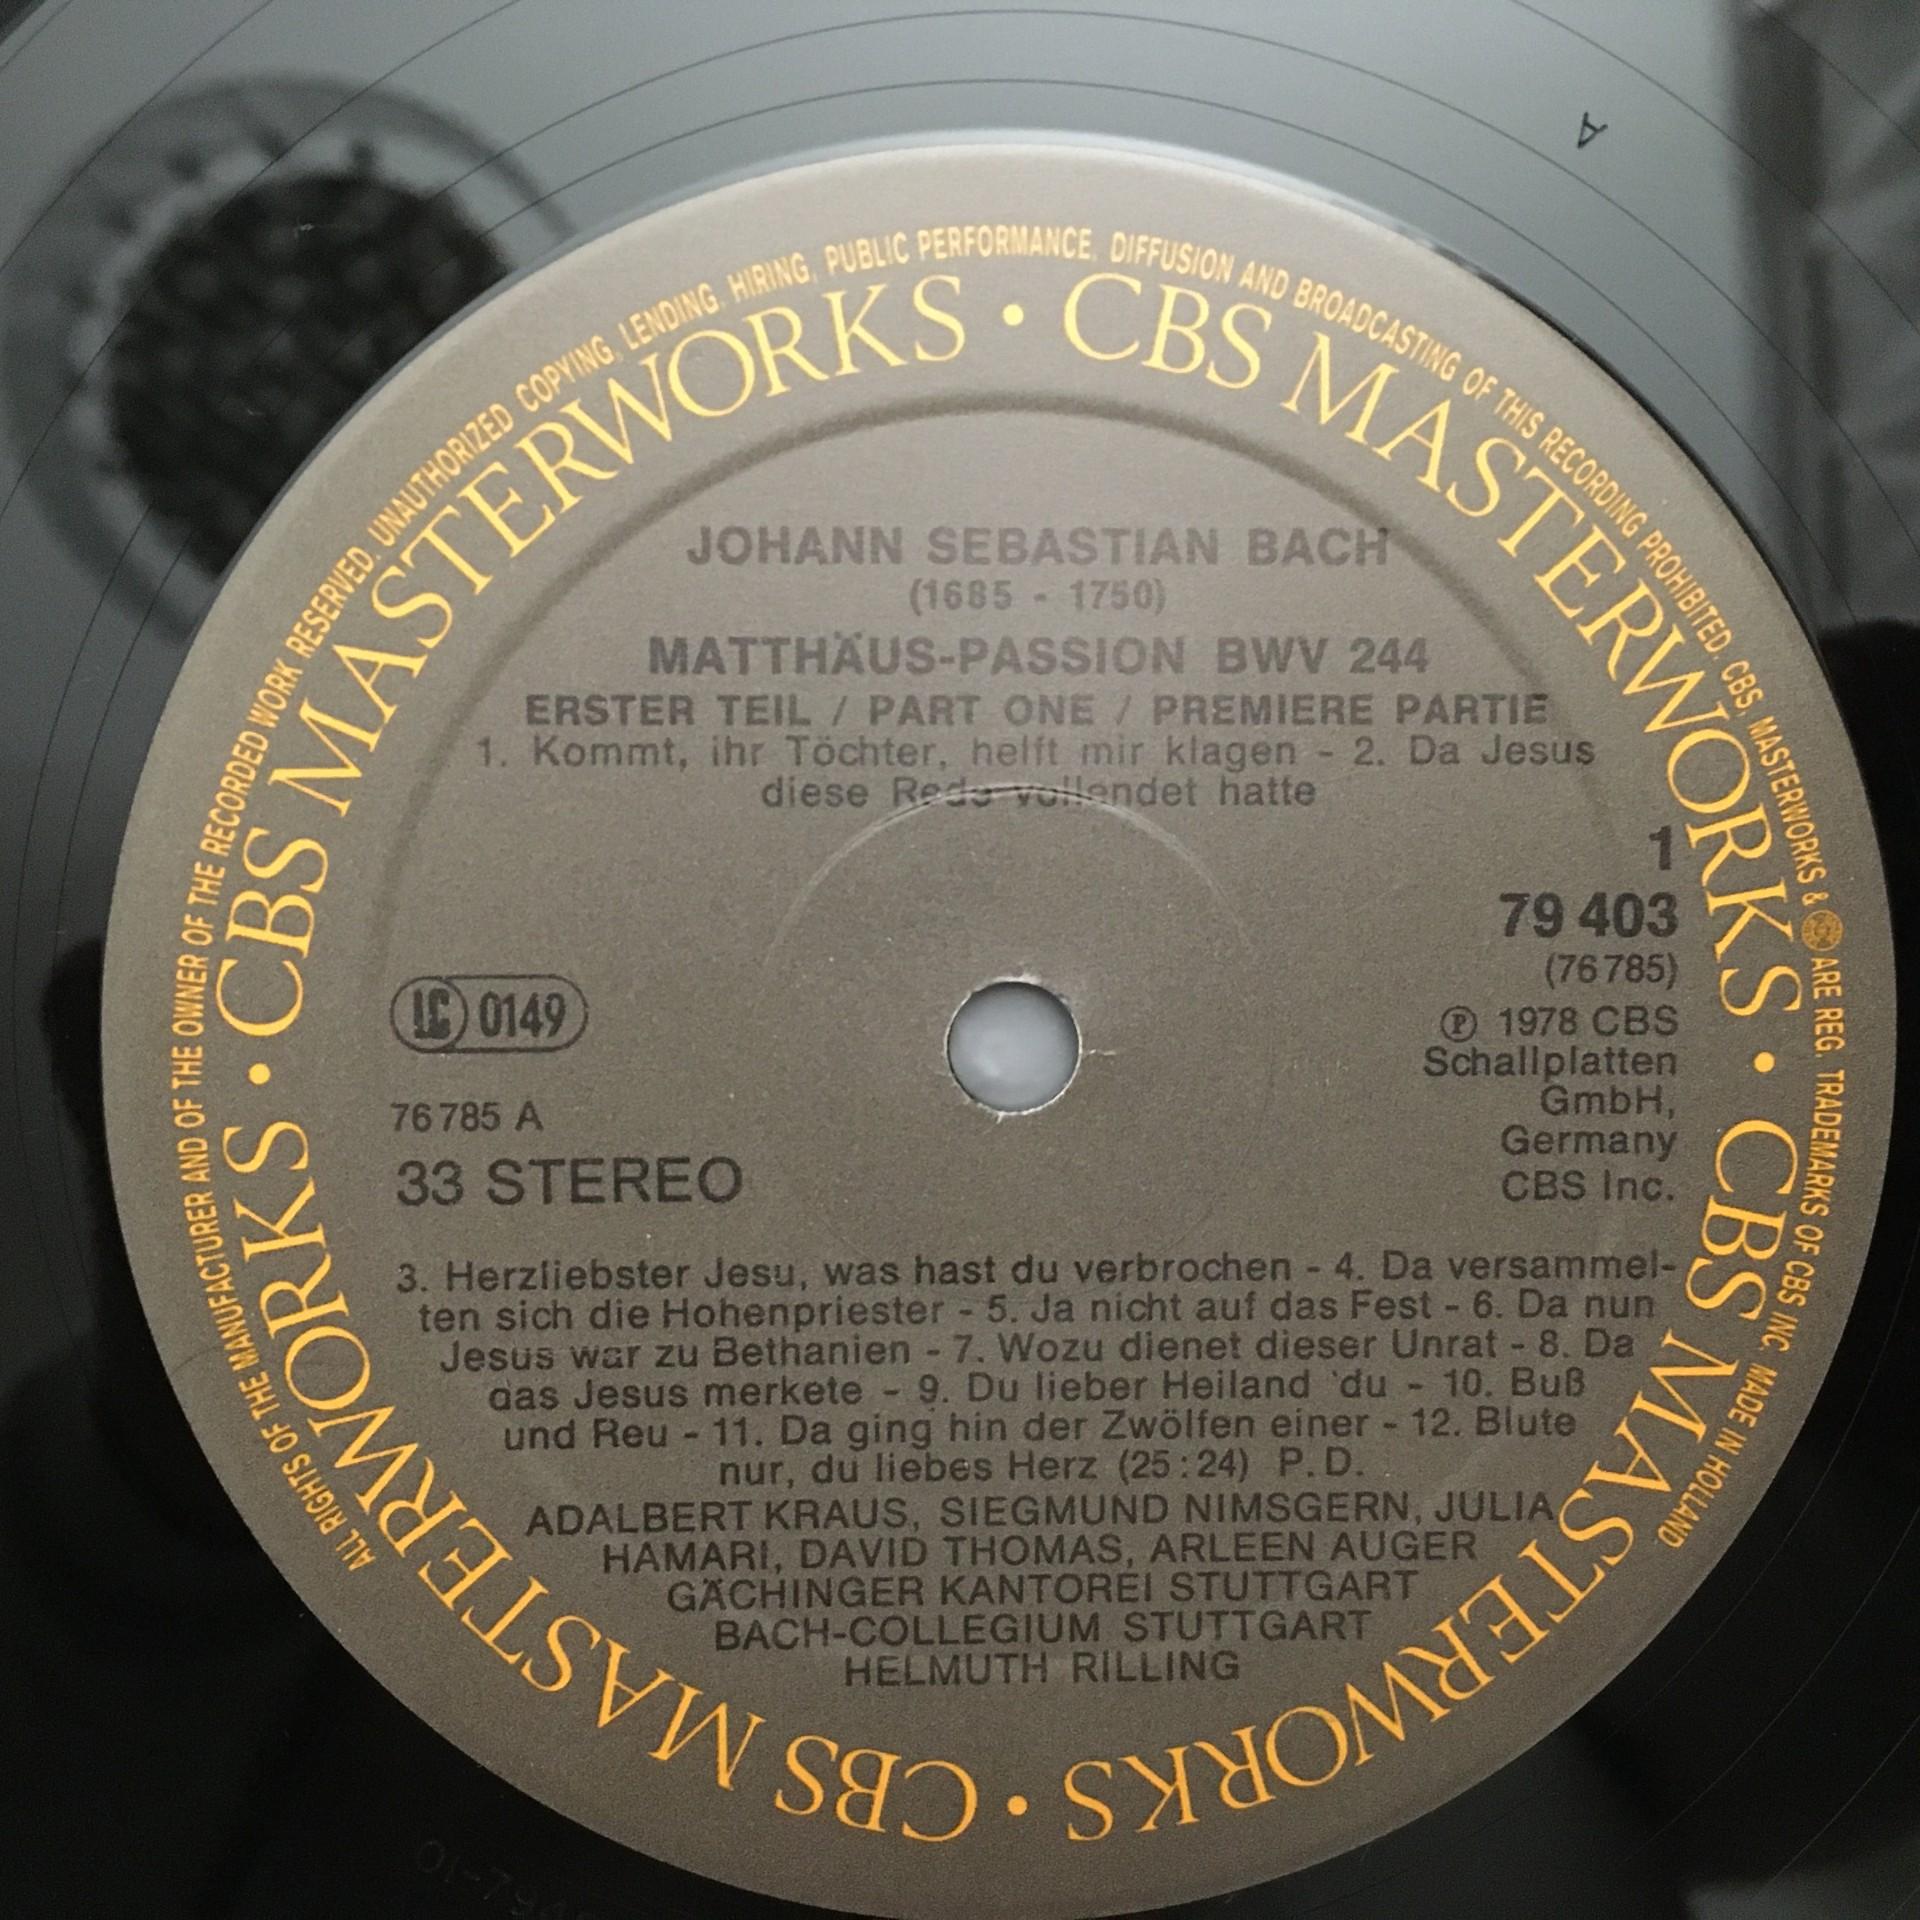 ALL RIGHTS OF THE MANUFACTURER AND OF THE OWNER OF THE RECORDED WORK RESERVED. UNAUTHORIZED COPYING, LENDING, HIRING, PUBLIC PERFORMANCE, DIFFUSION AND BROADCASTING OF THIS RECORDING PROHIBITED. CBS, MASTERWORKS & ARE REG. TRADEMARKS OF CBS INC. MADE IN HOLLAND
CBS MASTERWORKS • CBS MASTERWORKS • CBS MASTERWORKS • CBS MASTERWORKS •
A
JOHANN SEBASTIAN BACH
(1685 - 1750)
MATTHÄUS-PASSION BWV 244
ERSTER TEIL / PART ONE / PREMIERE PARTIE
1. Kommt, ihr Töchter, helft mir klagen - 2. Da Jesus
diese Rede vollendet hatte
1
79 403
(76 785)
℗ 1978 CBS
Schallplatten
GmbH,
Germany
CBS Inc.
LC 0149
76 785 A
33 STEREO
3. Herzliebster Jesu, was hast du verbrochen - 4. Da versammel-
ten sich die Hohenpriester - 5. Ja nicht auf das Fest - 6. Da nun
Jesus war zu Bethanien - 7. Wozu dienet dieser Unrat - 8. Da
das Jesus merkete - 9. Du lieber Heiland du - 10. Buß
und Reu - 11. Da ging hin der Zwölfen einer - 12. Blute
nur, du liebes Herz (25:24) P.D.
ADALBERT KRAUS, SIEGMUND NIMSGERN, JULIA
HAMARI, DAVID THOMAS, ARLEEN AUGER
GÄCHINGER KANTOREI STUTTGART
BACH-COLLEGIUM STUTTGART
HELMUTH RILLING